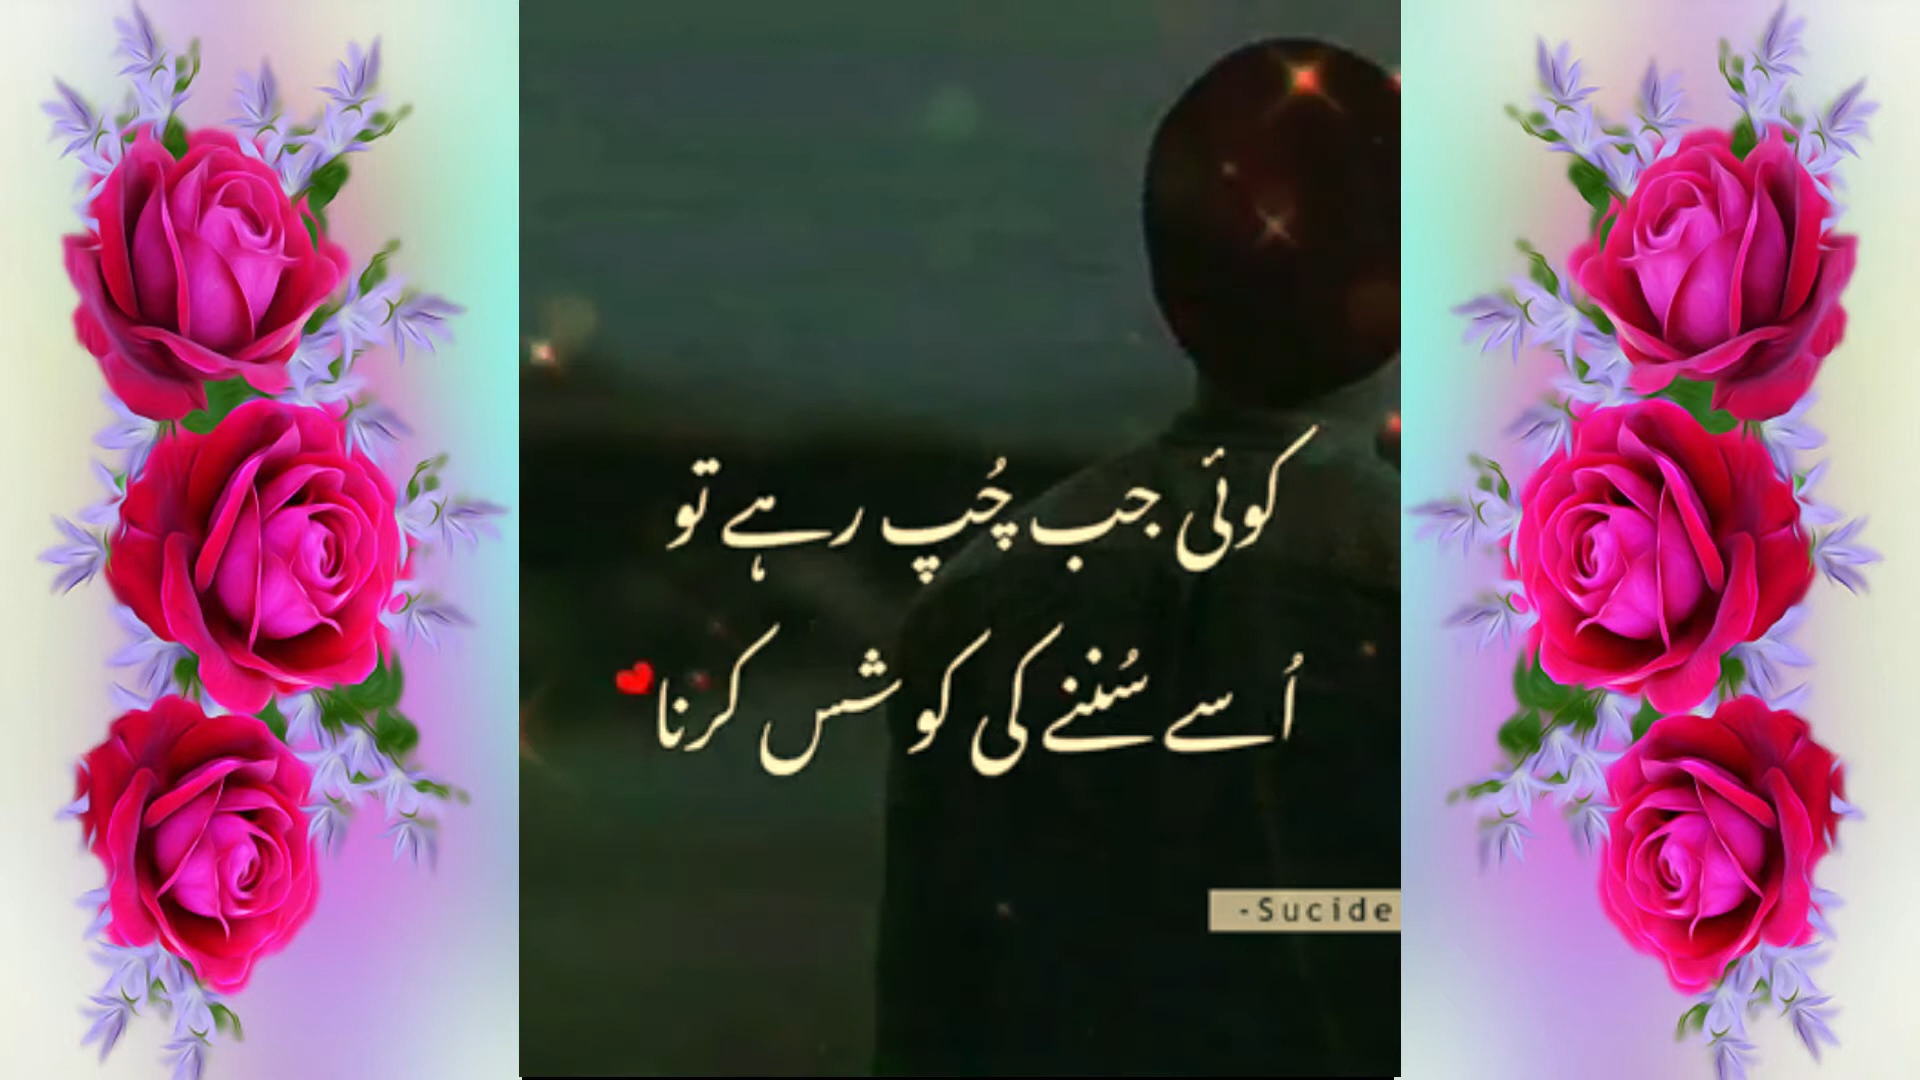 کوئی جب چُپ رہے تو
اُسے سُننے کی کوشش کرنا❤
-Sucide